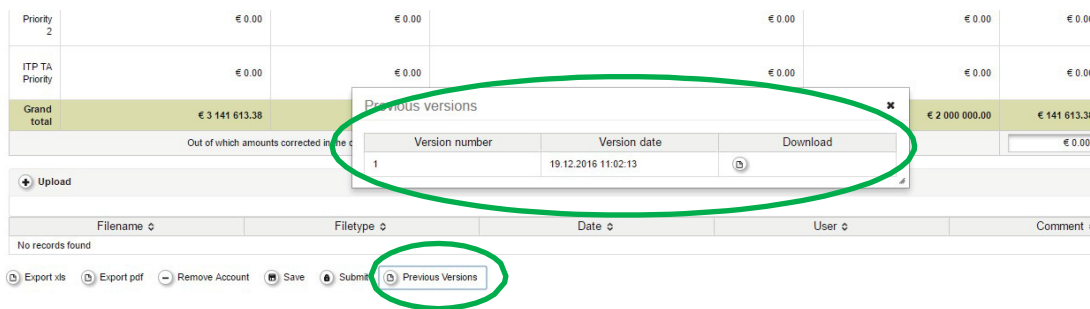 Priority 2 € 0.00 € 0.00 € 0.00 € 0.00 € 0.00
ITP TA Priority € 0.00 € 0.00 € 0.00 € 0.00 € 0.00
Grand total € 3 141 613.38 € 2 000 000.00 € 141 613.38
Out of which amounts corrected in the € 0.00
Previous versions
Version number Version date Download
1 19.12.2016 11:02:13
Upload
Filename Filetype Date User Comment
No records found
Export xls Export pdf Remove Account Save Submit Previous Versions